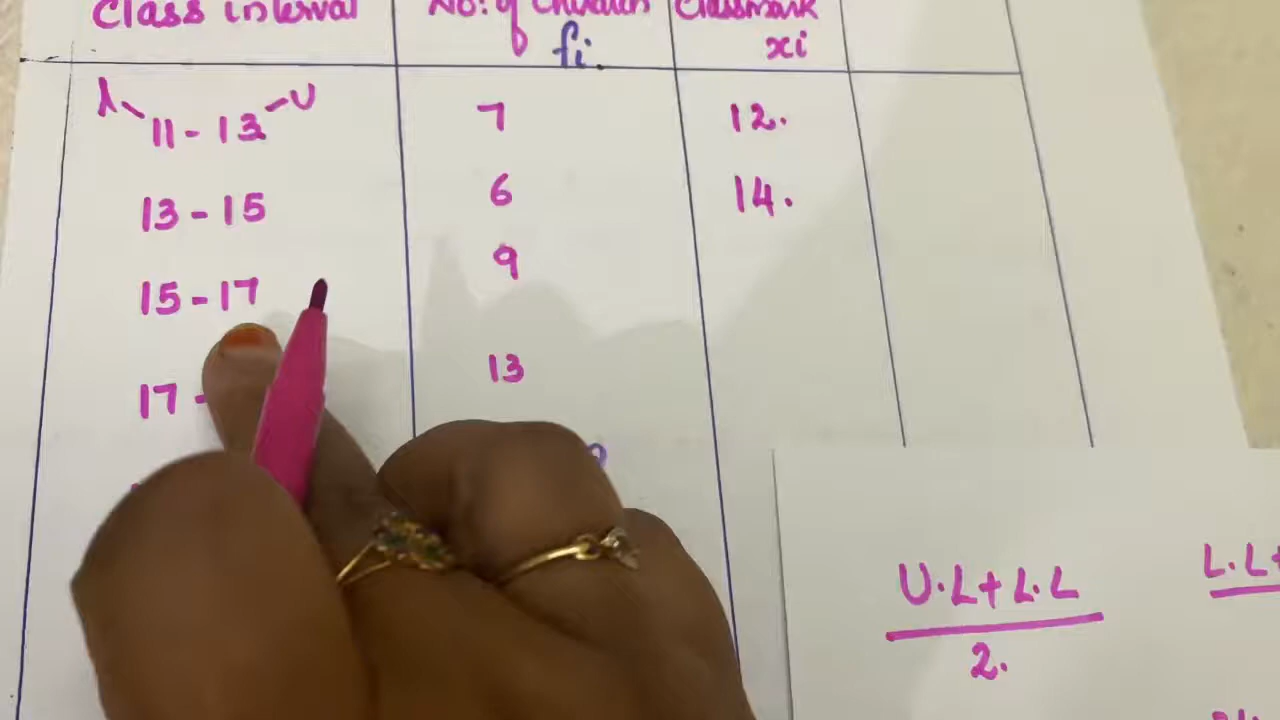 Class interval No: of Children Classmark
fi. xi
L U
11 - 13 7 12.
13 - 15 6 14.
15 - 17 9
17 - 13
U.L + L.L L.L +
2.